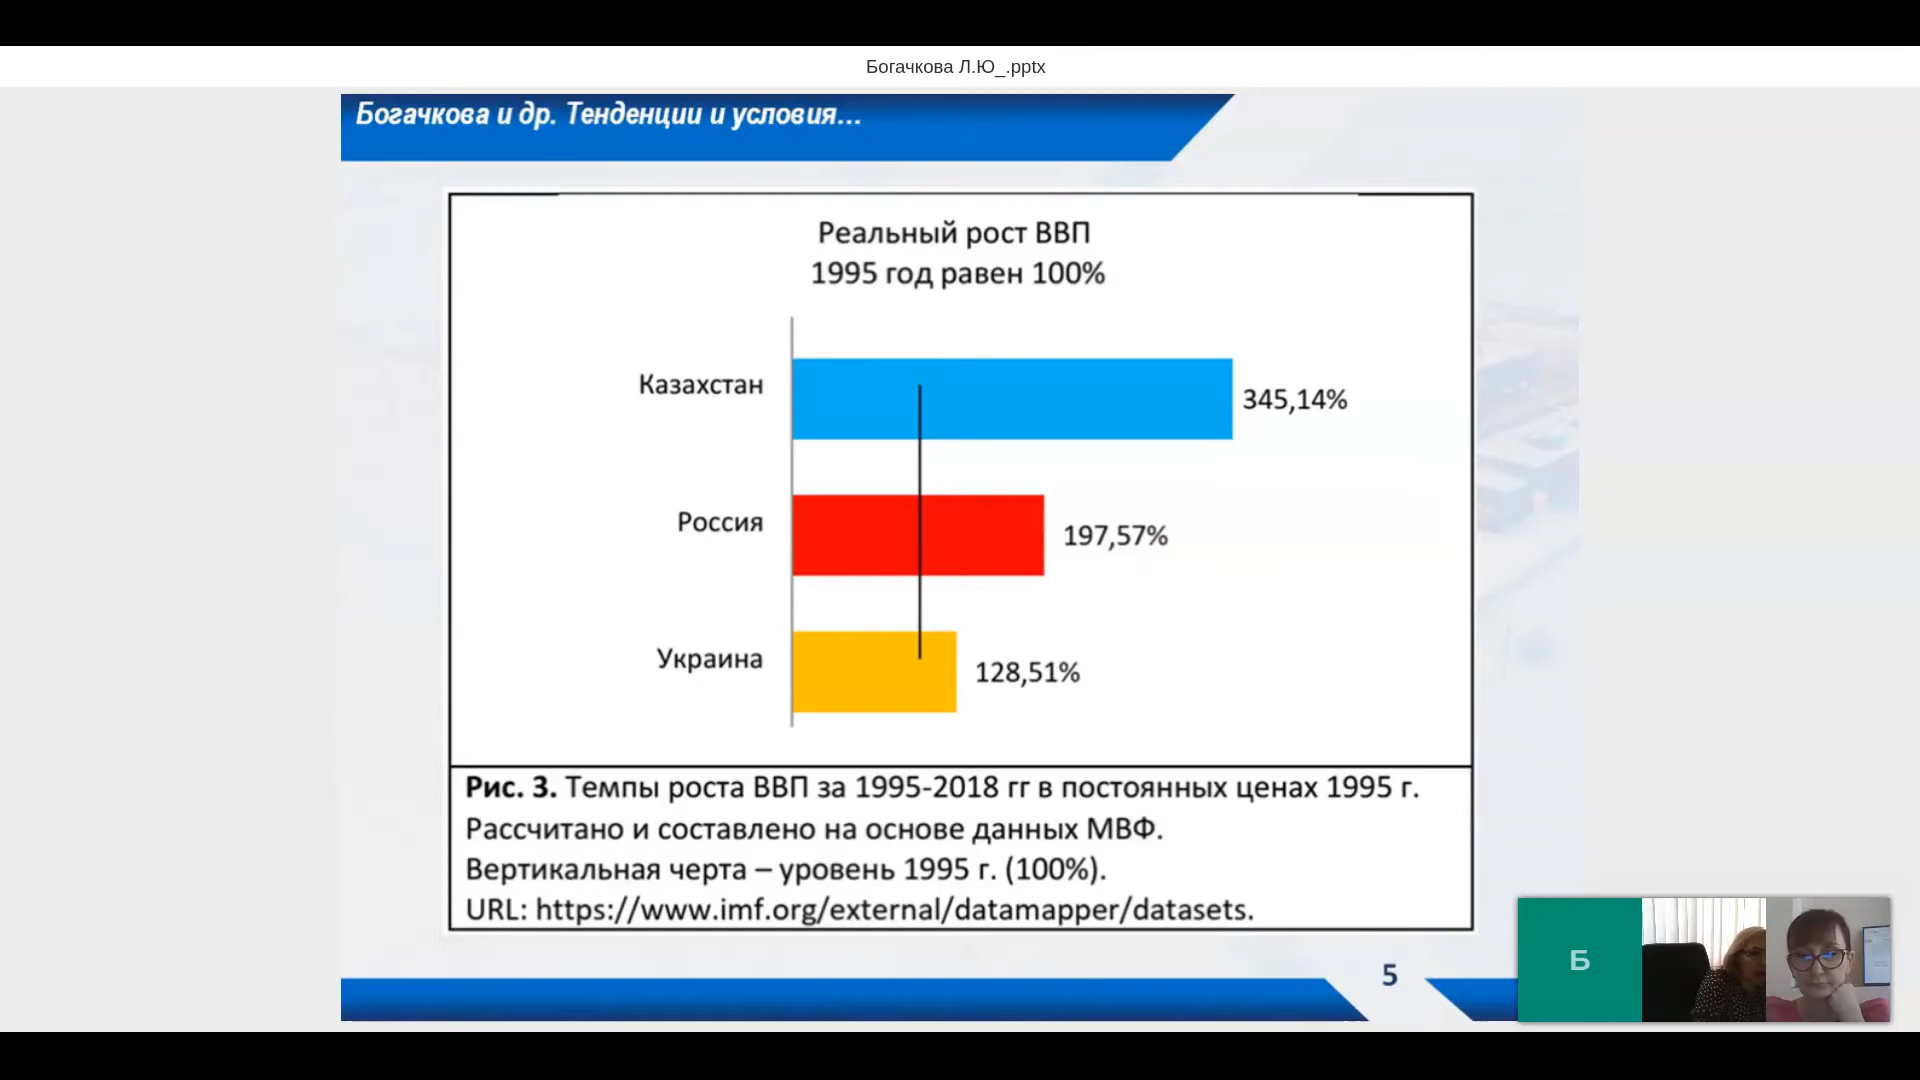 Богачкова Л.Ю_.pptx
Богачкова и др. Тенденции и условия...
Реальный рост ВВП
1995 год равен 100%
Казахстан
345,14%
Россия
197,57%
Украина
128,51%
Рис. 3. Темпы роста ВВП за 1995-2018 гг в постоянных ценах 1995 г.
Рассчитано и составлено на основе данных МВФ.
Вертикальная черта – уровень 1995 г. (100%).
URL: https://www.imf.org/external/datamapper/datasets.
5
Б